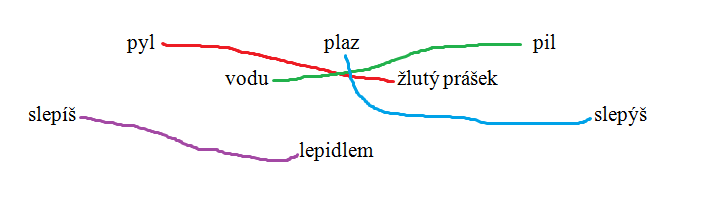 pyl plaz pil
vodu žlutý prášek
slepíš slepýš
lepidlem